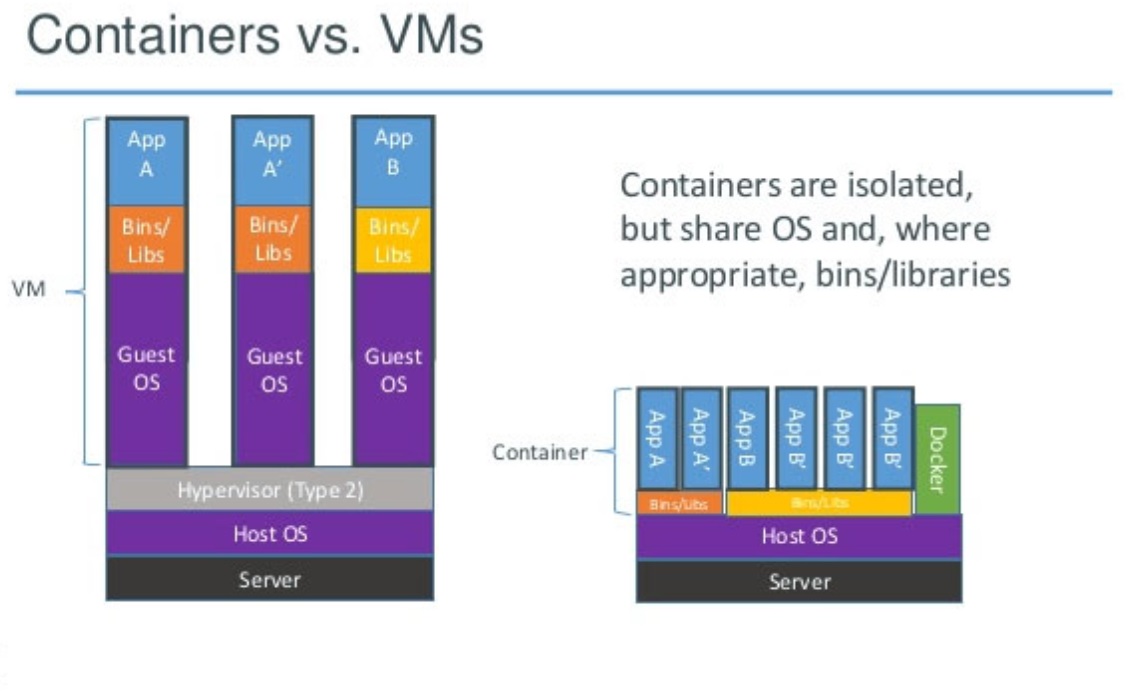 Containers vs. VMs
App
A
App
A’
App
B
Bins/
Libs
Bins/
Libs
Bins/
Libs
VM
Guest
OS
Guest
OS
Guest
OS
Hypervisor (Type 2)
Host OS
Server
Containers are isolated,
but share OS and, where
appropriate, bins/libraries
Container
App A
App A’
App B
App B’
App B’
App B’
Docker
Bins/Libs
Bins/Libs
Host OS
Server